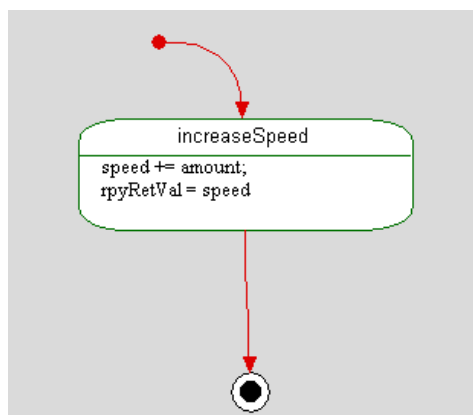 increaseSpeed
speed += amount;
rpyRetVal = speed